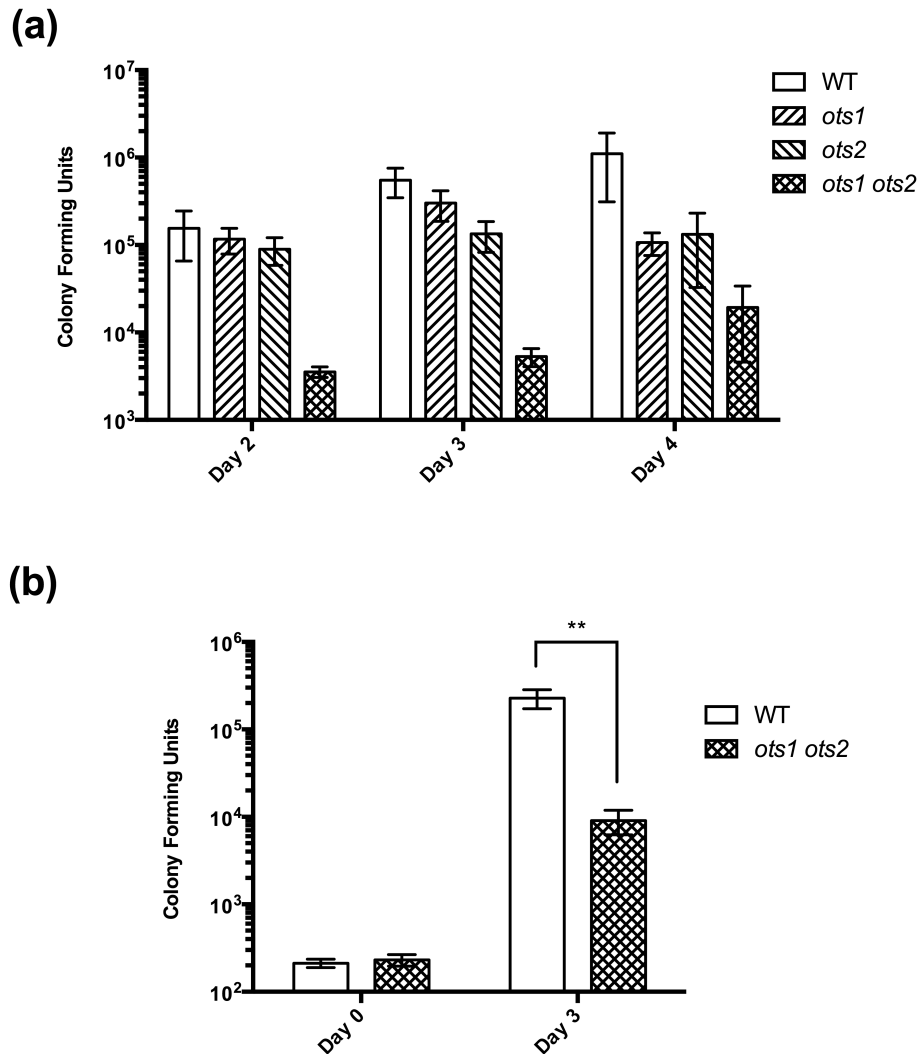 (a)
Colony Forming Units
10⁷
10⁶
10⁵
10⁴
10³
Day 2
Day 3
Day 4
WT
ots1
ots2
ots1 ots2
(b)
Colony Forming Units
10⁶
10⁵
10⁴
10³
10²
**
Day 0
Day 3
WT
ots1 ots2